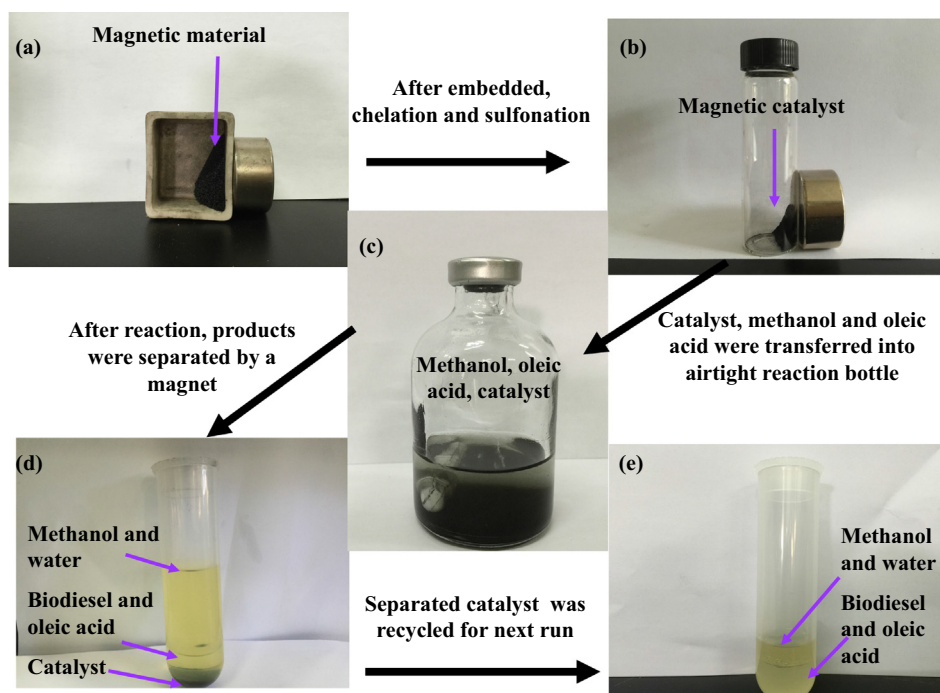 (a)
Magnetic material
After embedded,
chelation and sulfonation
(b)
Magnetic catalyst
(c)
Methanol, oleic
acid, catalyst
Catalyst, methanol and oleic
acid were transferred into
airtight reaction bottle
After reaction, products
were separated by a
magnet
(d)
Methanol and
water
Biodiesel and
oleic acid
Catalyst
Separated catalyst was
recycled for next run
(e)
Methanol
and water
Biodiesel
and oleic
acid